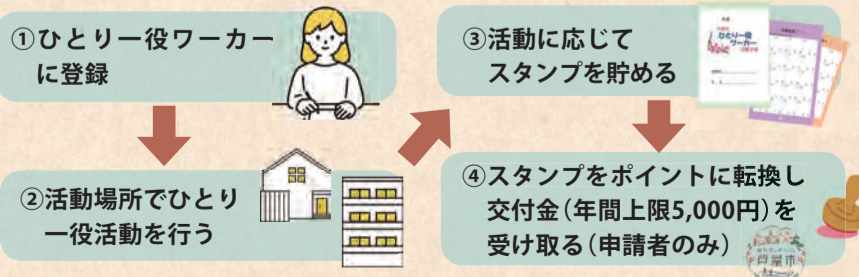 ①ひとり一役ワーカー
に登録
②活動場所でひとり
一役活動を行う
③活動に応じて
スタンプを貯める
ひとり一役
ワーカー
④スタンプをポイントに転換し
交付金(年間上限5,000円)を
受け取る(申請者のみ)
芦屋市